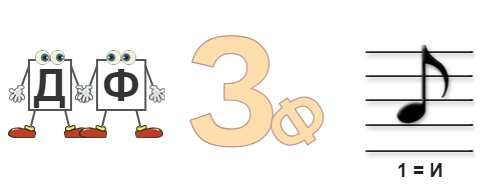 Д Ф З Ф
1 = И